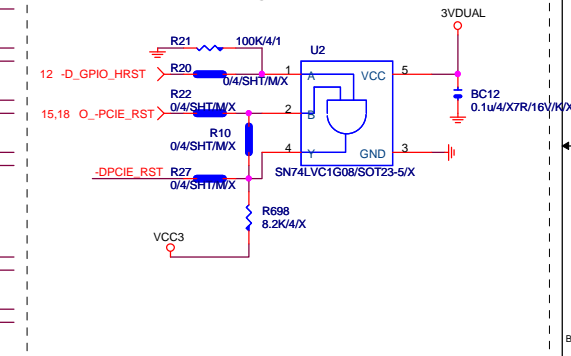 3VDUAL
R21 100K/4/1
U2
12 -D_GPIO_HRST R20 1 A VCC 5
0/4/SHT/M/X
BC12
R22
0.1u/4/X7R/16V/K/X
15,18 O_-PCIE_RST 0/4/SHT/M/X 2 B
R10
0/4/SHT/M/X
4 Y GND 3
-DPCIE_RST R27
0/4/SHT/M/X
SN74LVC1G08/SOT23-5/X
R698
8.2K/4/X
VCC3
B